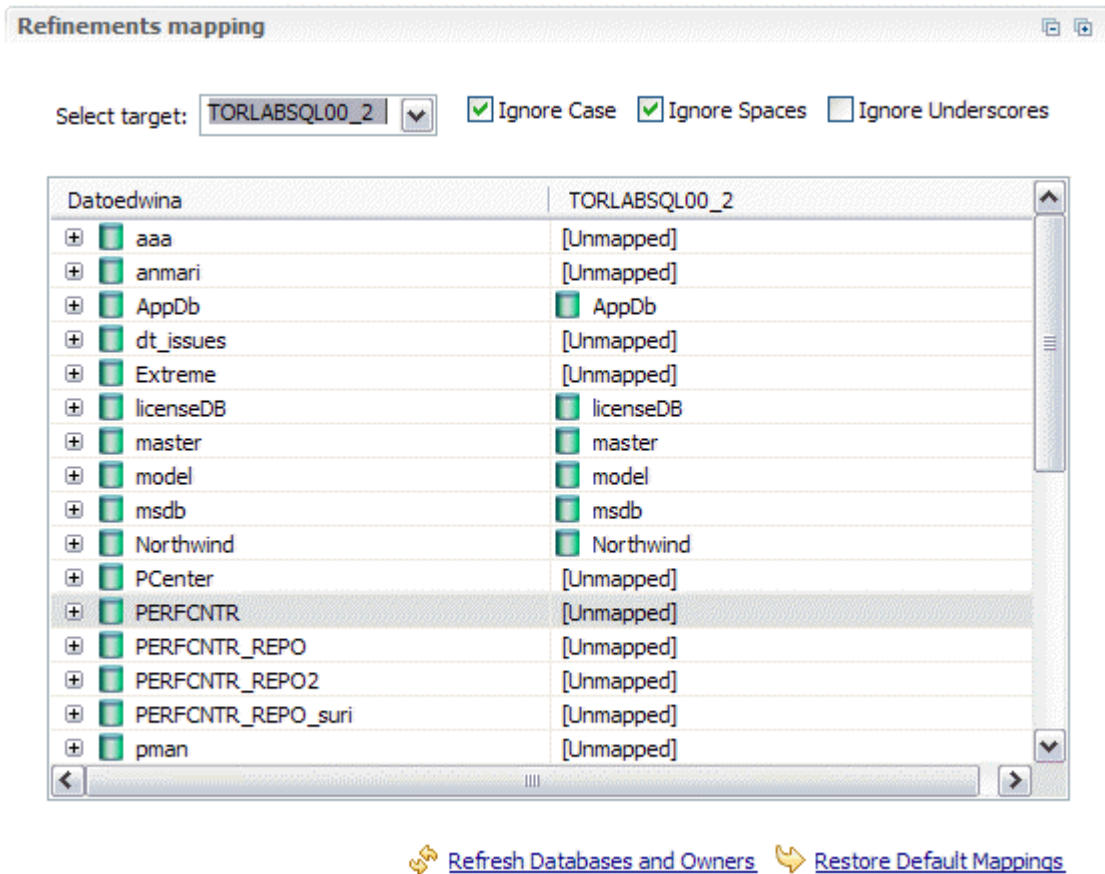 Refinements mapping
Select target: TORLABSQL00_2 Ignore Case Ignore Spaces Ignore Underscores
Datoedwina TORLABSQL00_2
aaa [Unmapped]
anmari [Unmapped]
AppDb AppDb
dt_issues [Unmapped]
Extreme [Unmapped]
licenseDB licenseDB
master master
model model
msdb msdb
Northwind Northwind
PCenter [Unmapped]
PERFCNTR [Unmapped]
PERFCNTR_REPO [Unmapped]
PERFCNTR_REPO2 [Unmapped]
PERFCNTR_REPO_suri [Unmapped]
pman [Unmapped]
Refresh Databases and Owners Restore Default Mappings